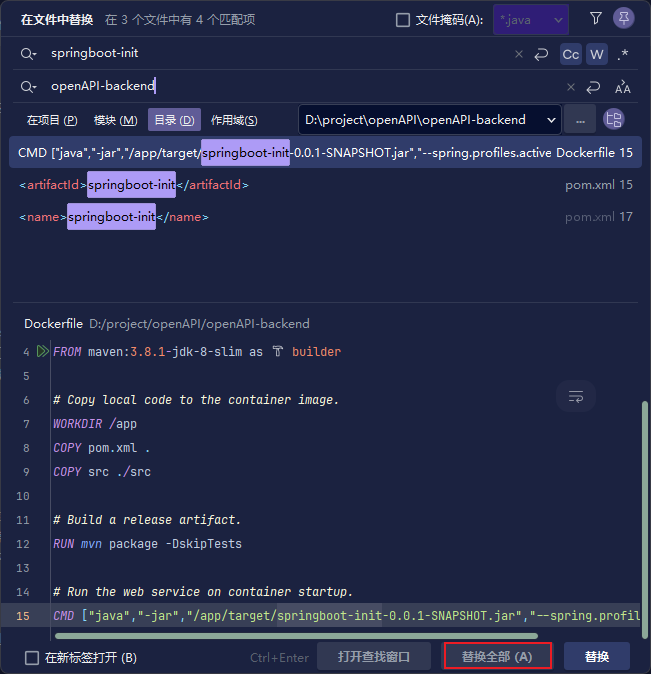 在文件中替换 在 3 个文件中有 4 个匹配项 文件掩码(A): *.java
springboot-init Cc W .*
openAPI-backend
在项目 (P) 模块 (M) 目录 (D) 作用域(S) D:\project\openAPI\openAPI-backend ...
CMD ["java","-jar","/app/target/springboot-init-0.0.1-SNAPSHOT.jar","--spring.profiles.active Dockerfile 15
<artifactId>springboot-init</artifactId> pom.xml 15
<name>springboot-init</name> pom.xml 17
Dockerfile D:/project/openAPI/openAPI-backend
4 FROM maven:3.8.1-jdk-8-slim as builder
5
6 # Copy local code to the container image.
7 WORKDIR /app
8 COPY pom.xml .
9 COPY src ./src
10
11 # Build a release artifact.
12 RUN mvn package -DskipTests
13
14 # Run the web service on container startup.
15 CMD ["java","-jar","/app/target/springboot-init-0.0.1-SNAPSHOT.jar","--spring.profil
在新标签打开 (B) Ctrl+Enter 打开查找窗口 替换全部 (A) 替换